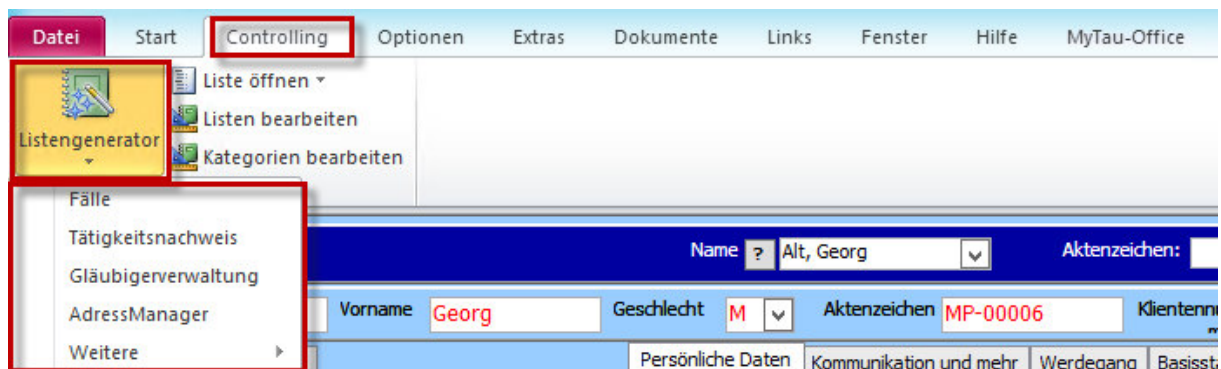 Datei Start Controlling Optionen Extras Dokumente Links Fenster Hilfe MyTau-Office
Liste öffnen
Listen bearbeiten
Listengenerator
Kategorien bearbeiten
Fälle
Tätigkeitsnachweis
Gläubigerverwaltung
AdressManager
Weitere
Name ? Alt, Georg Aktenzeichen:
Vorname Georg Geschlecht M Aktenzeichen MP-00006
Persönliche Daten Kommunikation und mehr Werdegang